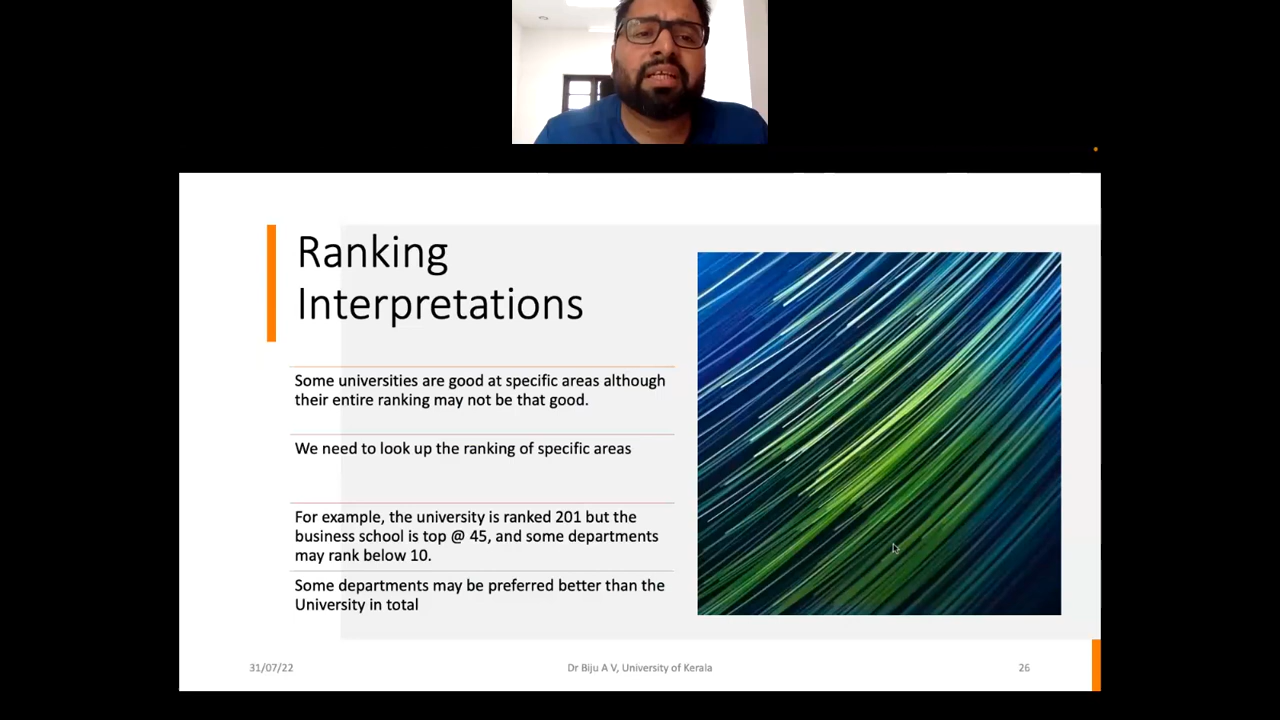 Ranking
Interpretations
Some universities are good at specific areas although
their entire ranking may not be that good.
We need to look up the ranking of specific areas
For example, the university is ranked 201 but the
business school is top @ 45, and some departments
may rank below 10.
Some departments may be preferred better than the
University in total
31/07/22
Dr Biju A V, University of Kerala
26